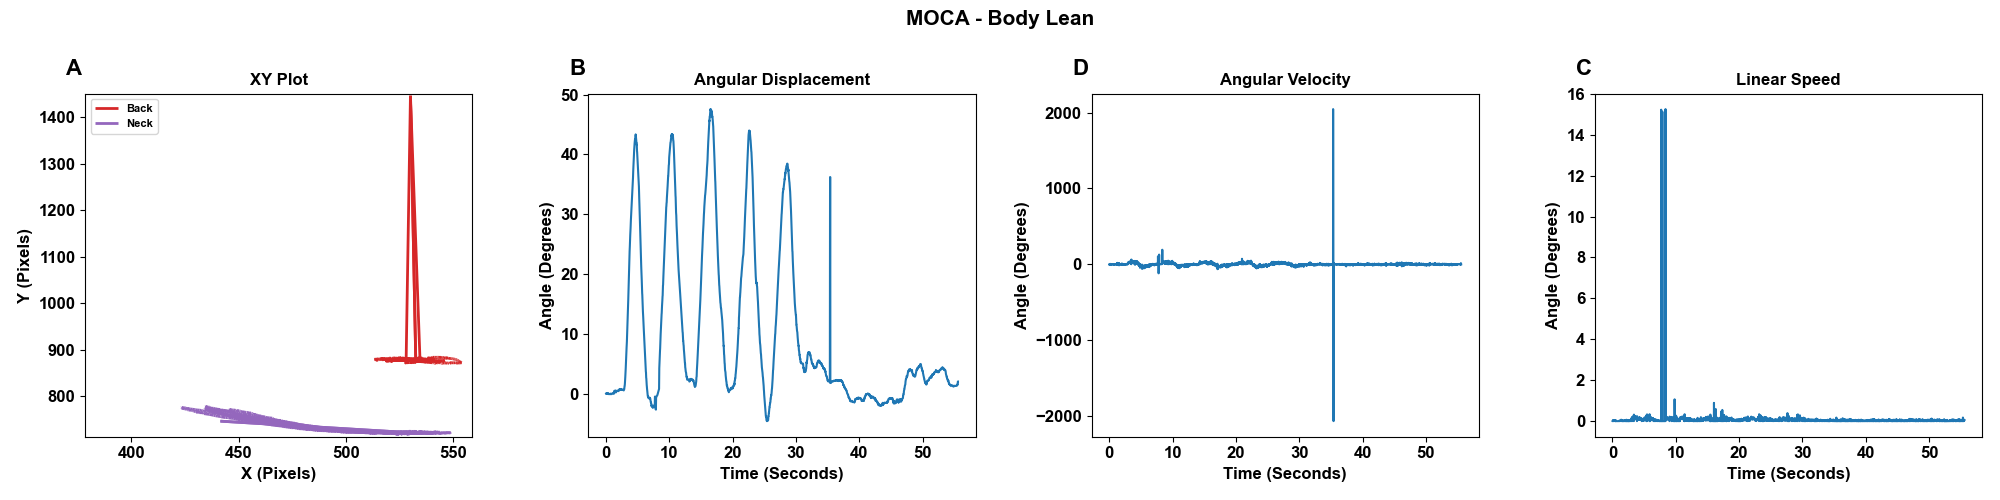 MOCA - Body Lean
A
XY Plot
Back
Neck
1400
1300
1200
1100
1000
900
800
400
450
500
550
Y (Pixels)
X (Pixels)
B
Angular Displacement
50
40
30
20
10
0
0
10
20
30
40
50
Angle (Degrees)
Time (Seconds)
D
Angular Velocity
2000
1000
0
−1000
−2000
0
10
20
30
40
50
Angle (Degrees)
Time (Seconds)
C
Linear Speed
16
14
12
10
8
6
4
2
0
0
10
20
30
40
50
Angle (Degrees)
Time (Seconds)